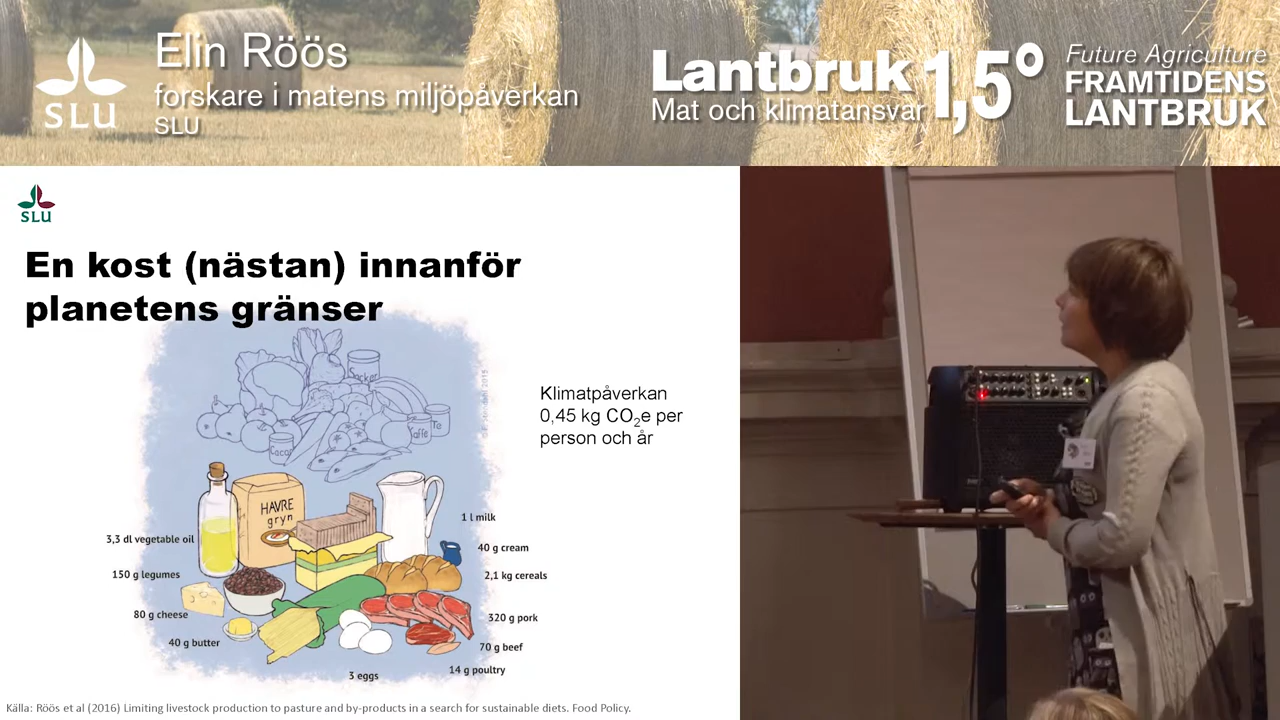 SLU
Elin Röös
forskare i matens miljöpåverkan
SLU
Lantbruk 1,5°
Mat och klimatansvar
Future Agriculture
FRAMTIDENS
LANTBRUK
SLU
En kost (nästan) innanför
planetens gränser
Socker
Te
Kaffe
Cacao
HAVRE
gryn
Klimatpåverkan
0,45 kg CO₂e per
person och år
3,3 dl vegetable oil
150 g legumes
80 g cheese
40 g butter
3 eggs
1 l milk
40 g cream
2,1 kg cereals
320 g pork
70 g beef
14 g poultry
Källa: Röös et al (2016) Limiting livestock production to pasture and by-products in a search for sustainable diets. Food Policy.